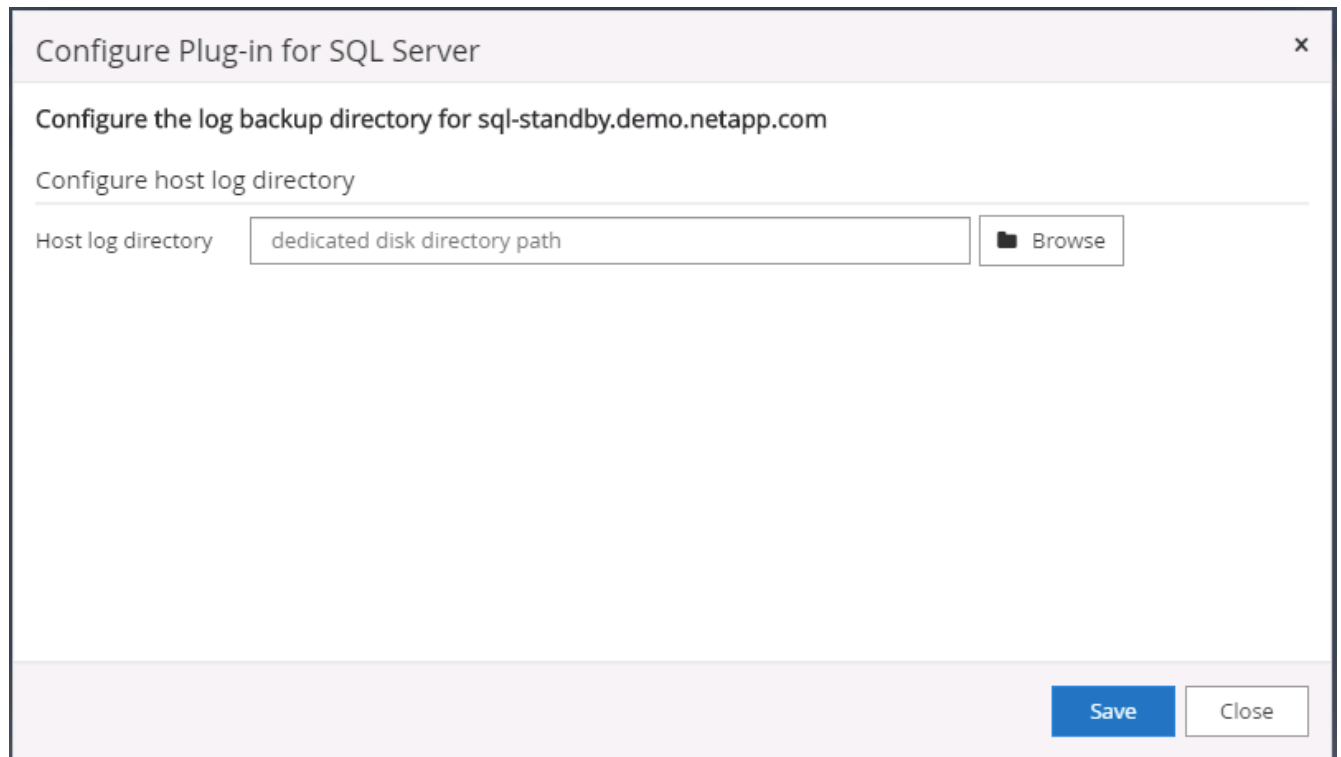 Configure Plug-in for SQL Server
×
Configure the log backup directory for sql-standby.demo.netapp.com
Configure host log directory
Host log directory dedicated disk directory path Browse
Save Close